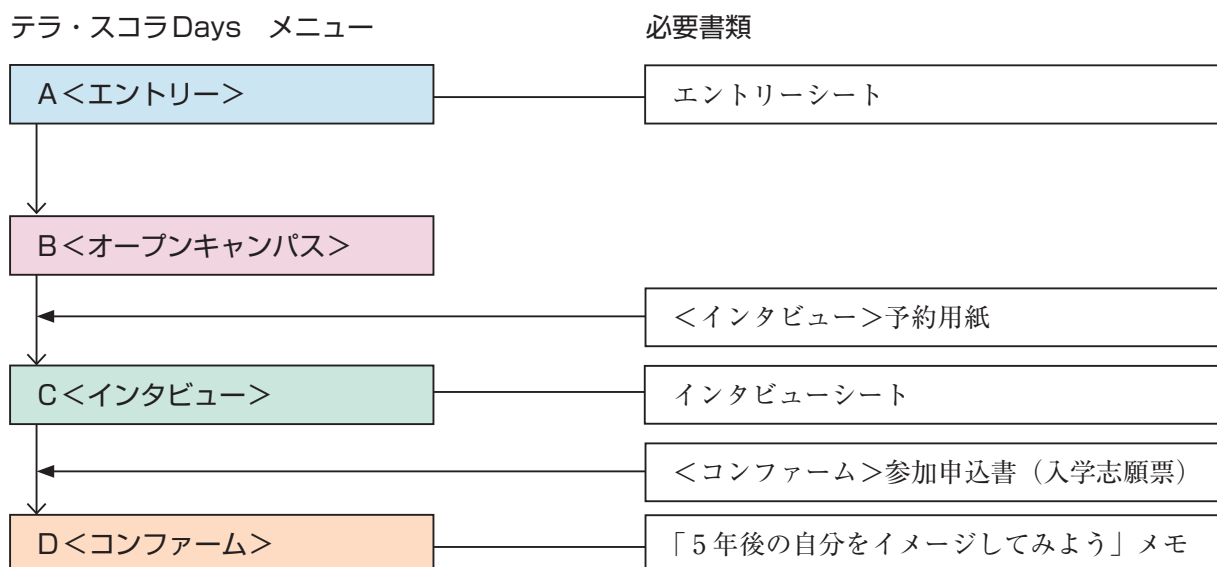 テラ・スコラDays　メニュー
必要書類
A＜エントリー＞
エントリーシート
B＜オープンキャンパス＞
＜インタビュー＞予約用紙
C＜インタビュー＞
インタビューシート
＜コンファーム＞参加申込書（入学志願票）
D＜コンファーム＞
「５年後の自分をイメージしてみよう」メモ